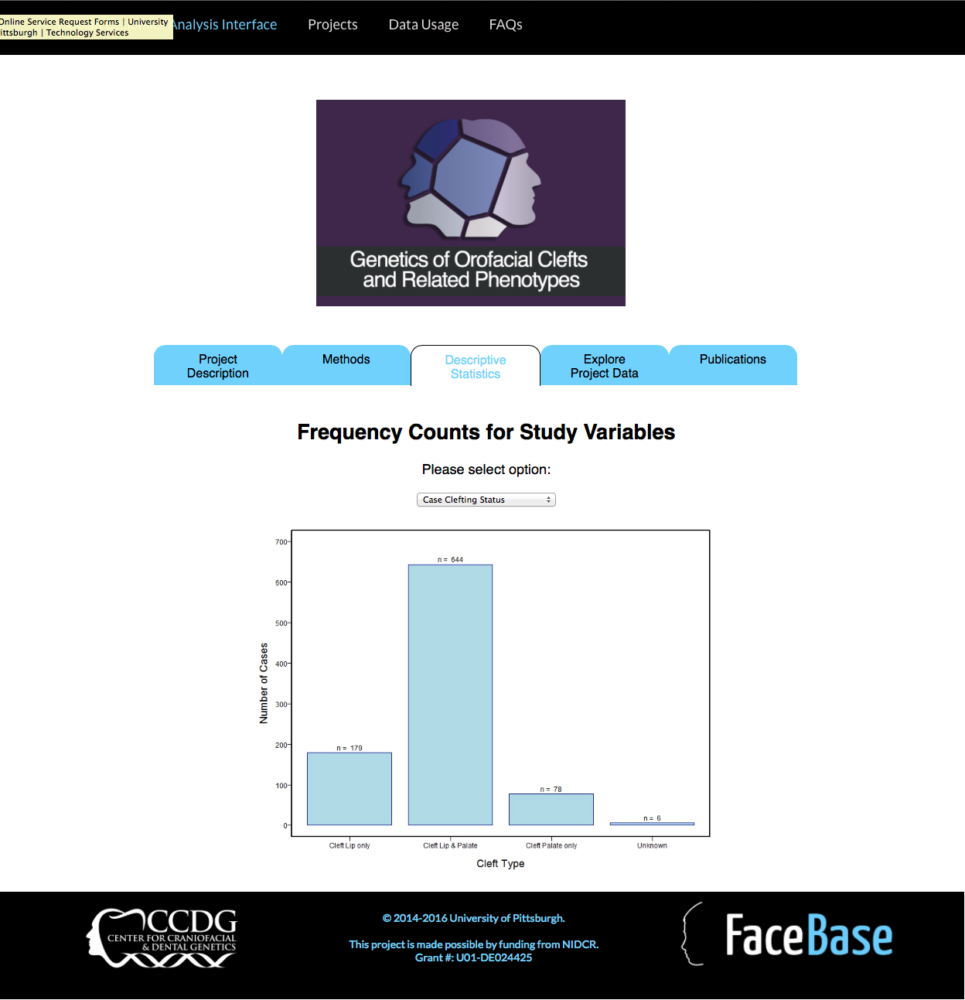 Online Service Request Forms | University
ittsburgh | Technology Services
Analysis Interface
Projects
Data Usage
FAQs
Genetics of Orofacial Clefts
and Related Phenotypes
Project
Description
Methods
Descriptive
Statistics
Explore
Project Data
Publications
Frequency Counts for Study Variables
Please select option:
Case Clefting Status
Number of Cases
700
600
500
400
300
200
100
0
n = 179
n = 644
n = 78
n = 6
Cleft Lip only
Cleft Lip & Palate
Cleft Palate only
Unknown
Cleft Type
CCDG
CENTER FOR CRANIOFACIAL
& DENTAL GENETICS
© 2014-2016 University of Pittsburgh.
This project is made possible by funding from NIDCR.
Grant #: U01-DE024425
FaceBase